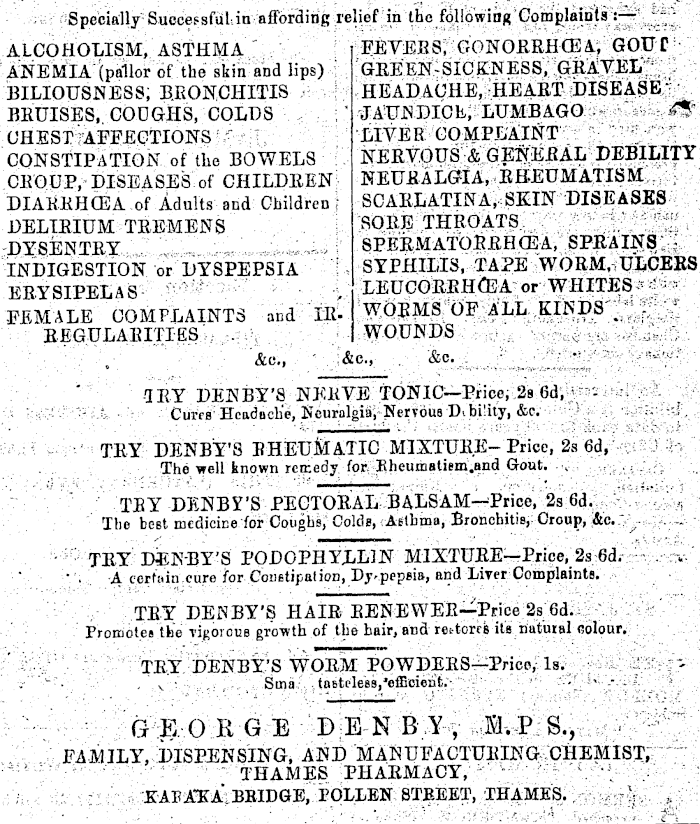 Specially Successful in affording relief in the following Complaints :—
ALCOHOLISM, ASTHMA
ANEMIA (pallor of the skin and lips)
BILIOUSNESS, BRONCHITIS
BRUISES, COUGHS, COLDS
CHEST AFFECTIONS
CONSTIPATION of the BOWELS
CROUP, DISEASES of CHILDREN
DIARRHŒA of Adults and Children
DELIRIUM TREMENS
DYSENTRY
INDIGESTION or DYSPEPSIA
ERYSIPELAS
FEMALE COMPLAINTS and IR-
REGULARITIES
FEVERS, GONORRHŒA, GOUT
GREEN-SICKNESS, GRAVEL
HEADACHE, HEART DISEASE
JAUNDICE, LUMBAGO
LIVER COMPLAINT
NERVOUS & GENERAL DEBILITY
NEURALGIA, RHEUMATISM
SCARLATINA, SKIN DISEASES
SORE THROATS
SPERMATORRHŒA, SPRAINS
SYPHILIS, TAPE WORM, ULCERS
LEUCORRHŒA or WHITES
WORMS OF ALL KINDS
WOUNDS
&c., &c., &c.
TRY DENBY'S NERVE TONIC—Price, 2s 6d,
Cures Headache, Neuralgia, Nervous Debility, &c.
TRY DENBY'S RHEUMATIC MIXTURE—Price, 2s 6d,
The well known remedy for Rheumatism and Gout.
TRY DENBY'S PECTORAL BALSAM—Price, 2s 6d.
The best medicine for Coughs, Colds, Asthma, Bronchitis, Croup, &c.
TRY DENBY'S PODOPHYLLIN MIXTURE—Price, 2s 6d.
A certain cure for Constipation, Dyspepsia, and Liver Complaints.
TRY DENBY'S HAIR RENEWER—Price 2s 6d.
Promotes the vigorous growth of the hair, and restores its natural colour.
TRY DENBY'S WORM POWDERS—Price, 1s.
Small, tasteless, efficient.
GEORGE DENBY, M.P S.,
FAMILY, DISPENSING, AND MANUFACTURING CHEMIST,
THAMES PHARMACY,
KARAKA BRIDGE, POLLEN STREET, THAMES.